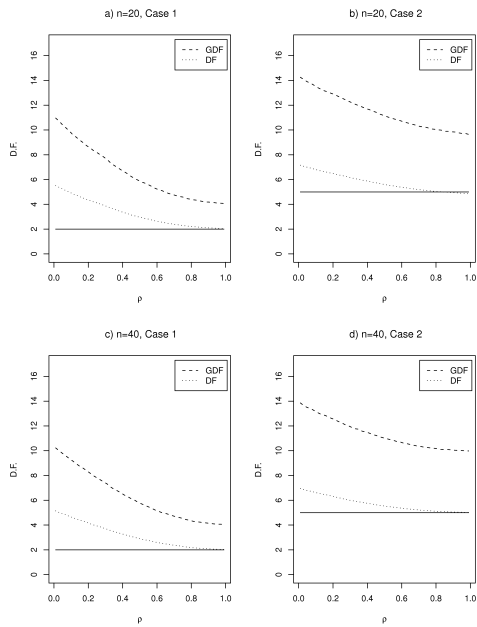 a) n=20, Case 1
GDF
DF
D.F.
0 2 4 6 8 10 12 14 16
0.0 0.2 0.4 0.6 0.8 1.0
ρ
b) n=20, Case 2
GDF
DF
D.F.
0 2 4 6 8 10 12 14 16
0.0 0.2 0.4 0.6 0.8 1.0
ρ
c) n=40, Case 1
GDF
DF
D.F.
0 2 4 6 8 10 12 14 16
0.0 0.2 0.4 0.6 0.8 1.0
ρ
d) n=40, Case 2
GDF
DF
D.F.
0 2 4 6 8 10 12 14 16
0.0 0.2 0.4 0.6 0.8 1.0
ρ